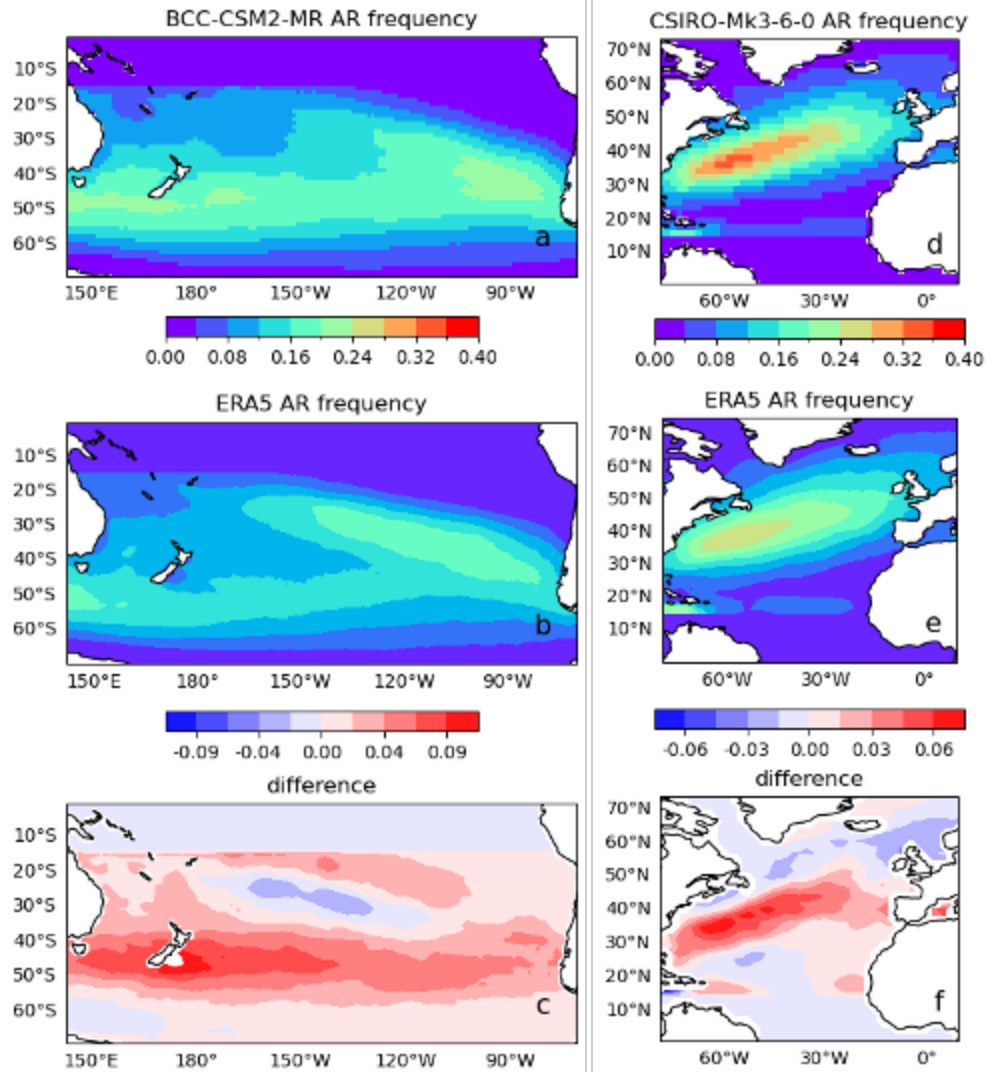 BCC-CSM2-MR AR frequency
10°S
20°S
30°S
40°S
50°S
60°S
a
150°E 180° 150°W 120°W 90°W
0.00 0.08 0.16 0.24 0.32 0.40
ERA5 AR frequency
10°S
20°S
30°S
40°S
50°S
60°S
b
150°E 180° 150°W 120°W 90°W
-0.09 -0.04 0.00 0.04 0.09
difference
10°S
20°S
30°S
40°S
50°S
60°S
c
150°E 180° 150°W 120°W 90°W
CSIRO-Mk3-6-0 AR frequency
70°N
60°N
50°N
40°N
30°N
20°N
10°N
d
60°W 30°W 0°
0.00 0.08 0.16 0.24 0.32 0.40
ERA5 AR frequency
70°N
60°N
50°N
40°N
30°N
20°N
10°N
e
60°W 30°W 0°
-0.06 -0.03 0.00 0.03 0.06
difference
70°N
60°N
50°N
40°N
30°N
20°N
10°N
f
60°W 30°W 0°